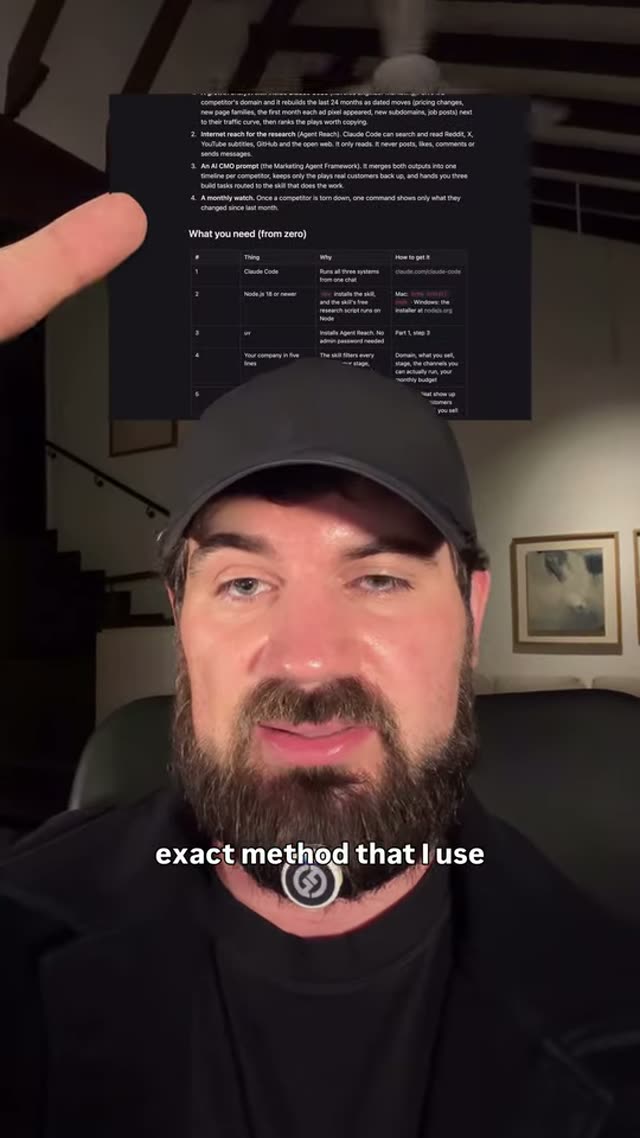 competitor's domain and it rebuilds the last 24 months as dated moves (pricing changes,
new page families, the first month each ad pixel appeared, new subdomains, job posts) next
to their traffic curve, then ranks the plays worth copying.
2. Internet reach for the research (Agent Reach). Claude Code can search and read Reddit, X,
YouTube subtitles, GitHub and the open web. It only reads. It never posts, likes, comments or
sends messages.
3. An AI CMO prompt (the Marketing Agent Framework). It merges both outputs into one
timeline per competitor, keeps only the plays real customers back up, and hands you three
build tasks routed to the skill that does the work.
4. A monthly watch. Once a competitor is torn down, one command shows only what they
changed since last month.
What you need (from zero)
# Thing Why How to get it
1 Claude Code Runs all three systems claude.com/claude-code
from one chat
2 Node.js 18 or newer installs the skill, Mac:
and the skill's free Windows: the
research script runs on installer at nodejs.org
Node
3 uv Installs Agent Reach. No Part 1, step 3
admin password needed
4 Your company in five The skill filters every Domain, what you sell,
lines stage, stage, the channels you
can actually run, your
monthly budget
5 show up
you sell
exact method that I use